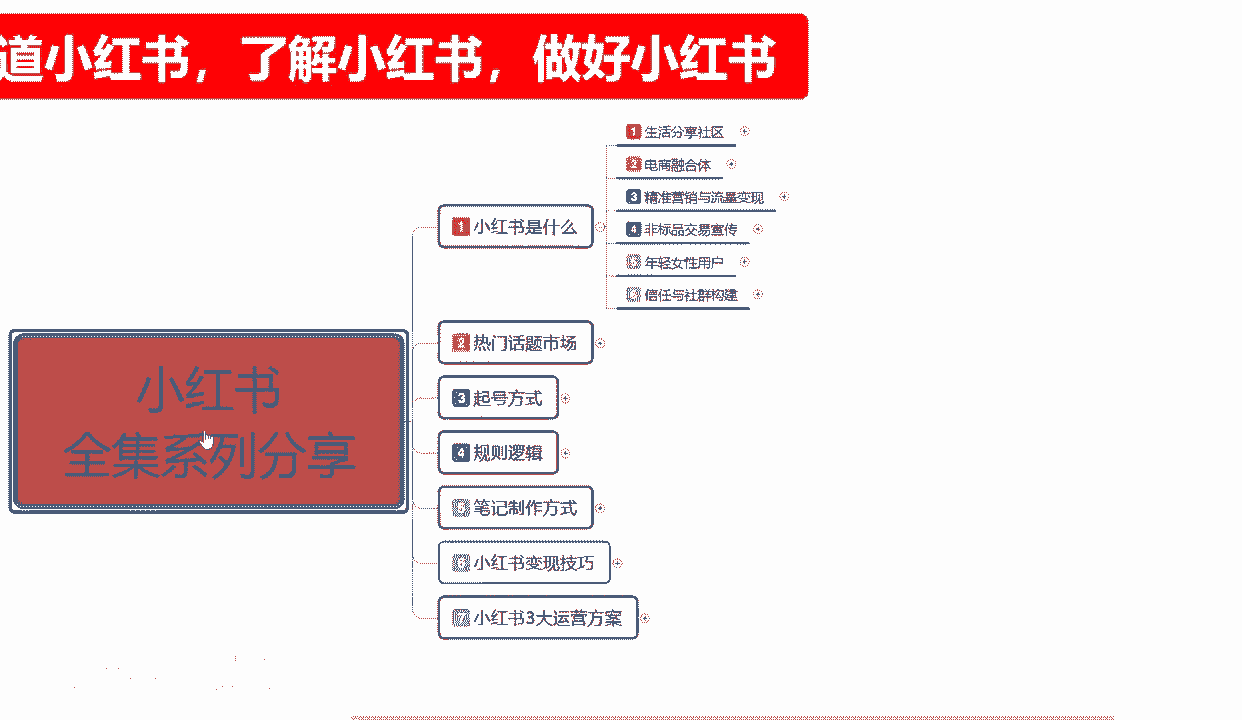 道小红书，了解小红书，做好小红书
小红书
全集系列分享
1 小红书是什么
1 生活分享社区
2 电商融合体
3 精准营销与流量变现
4 非标品交易宣传
5 年轻女性用户
6 信任与社群构建
2 热门话题市场
3 起号方式
4 规则逻辑
5 笔记制作方式
6 小红书变现技巧
7 小红书3大运营方案